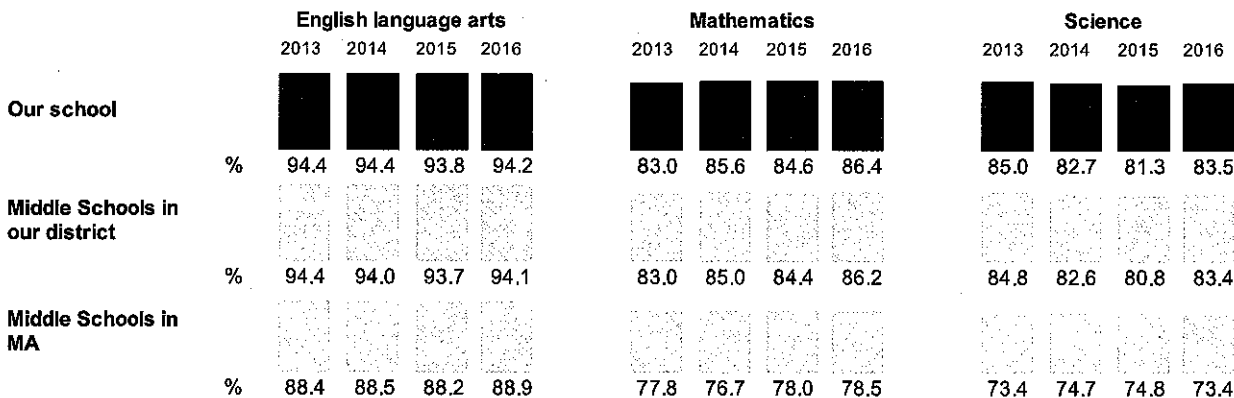 English language arts Mathematics Science
2013 2014 2015 2016 2013 2014 2015 2016 2013 2014 2015 2016
Our school
% 94.4 94.4 93.8 94.2 83.0 85.6 84.6 86.4 85.0 82.7 81.3 83.5
Middle Schools in
our district
% 94.4 94.0 93.7 94.1 83.0 85.0 84.4 86.2 84.8 82.6 80.8 83.4
Middle Schools in
MA
% 88.4 88.5 88.2 88.9 77.8 76.7 78.0 78.5 73.4 74.7 74.8 73.4